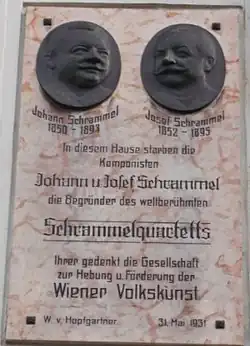 Johann Schrammel
1850 - 1893
Josef Schrammel
1852 - 1895
In diesem Hause starben die
Komponisten
Johann u Josef Schrammel
die Begründer des weltberühmten
Schrammelquartetts
Ihrer gedenkt die Gesellschaft
zur Hebung u Förderung der
Wiener Volkskunst
W. v. Hopfgartner
31. Mai 1931